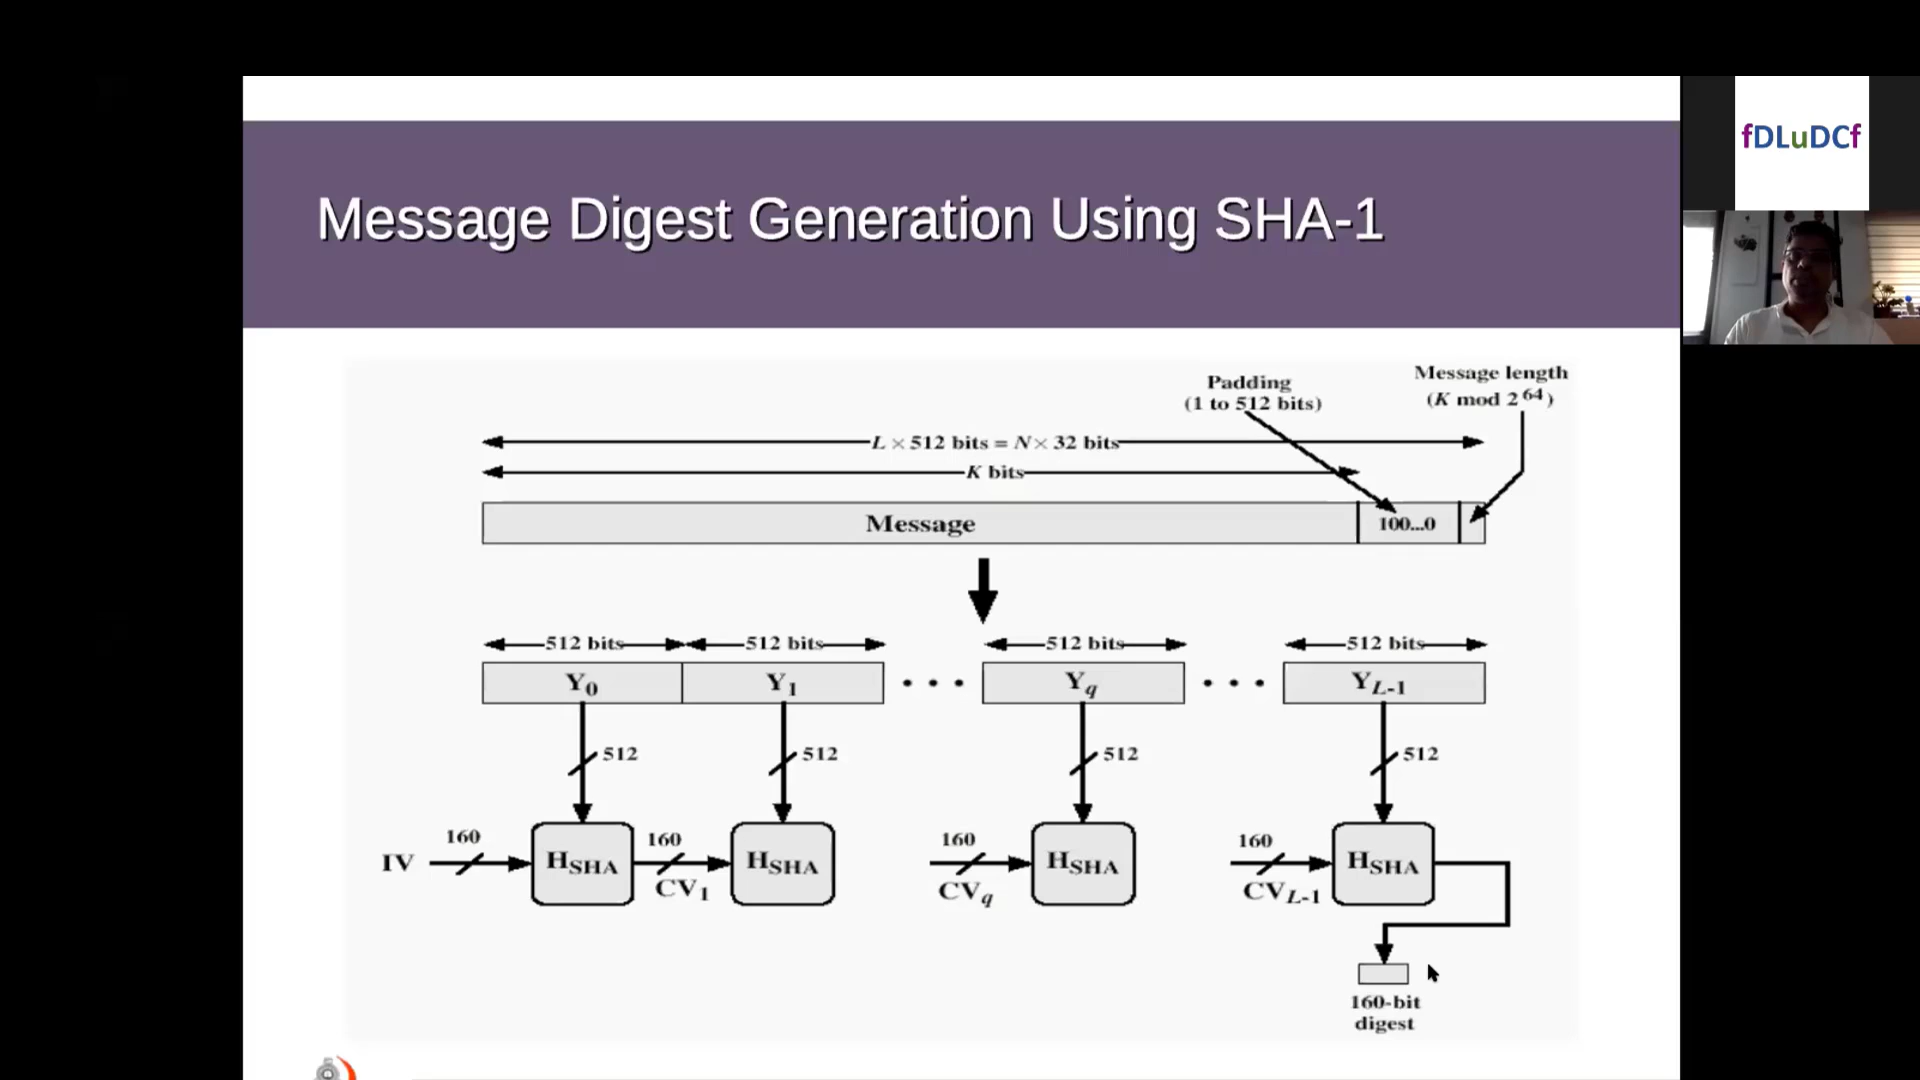 fDLuDCf
Message Digest Generation Using SHA-1
Padding
(1 to 512 bits)
Message length
(K mod 2^64)
L × 512 bits = N × 32 bits
K bits
Message
100...0
512 bits
512 bits
512 bits
512 bits
Y0
Y1
• • •
Yq
• • •
YL-1
512
512
512
512
160
160
160
160
IV
HSHA
HSHA
HSHA
HSHA
CV1
CVq
CVL-1
160-bit
digest